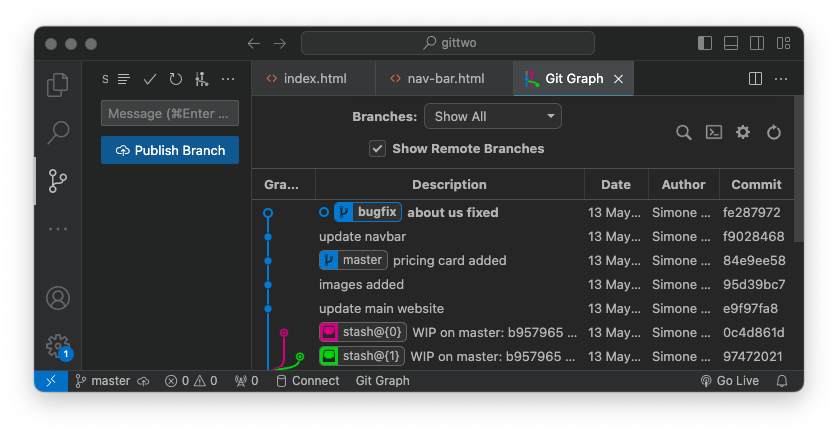 gittwo
S
index.html
nav-bar.html
Git Graph
Message (⌘Enter ...
Publish Branch
Branches:
Show All
Show Remote Branches
Gra...
Description
Date
Author
Commit
bugfix about us fixed 13 May... Simone ... fe287972
update navbar 13 May... Simone ... f9028468
master pricing card added 13 May... Simone ... 84e9ee58
images added 13 May... Simone ... 95d39bc7
update main website 13 May... Simone ... e9f97fa8
stash@{0} WIP on master: b957965 ... 13 May... Simone ... 0c4d861d
stash@{1} WIP on master: b957965 ... 13 May... Simone ... 97472021
1
master 0 0 0 Connect Git Graph Go Live